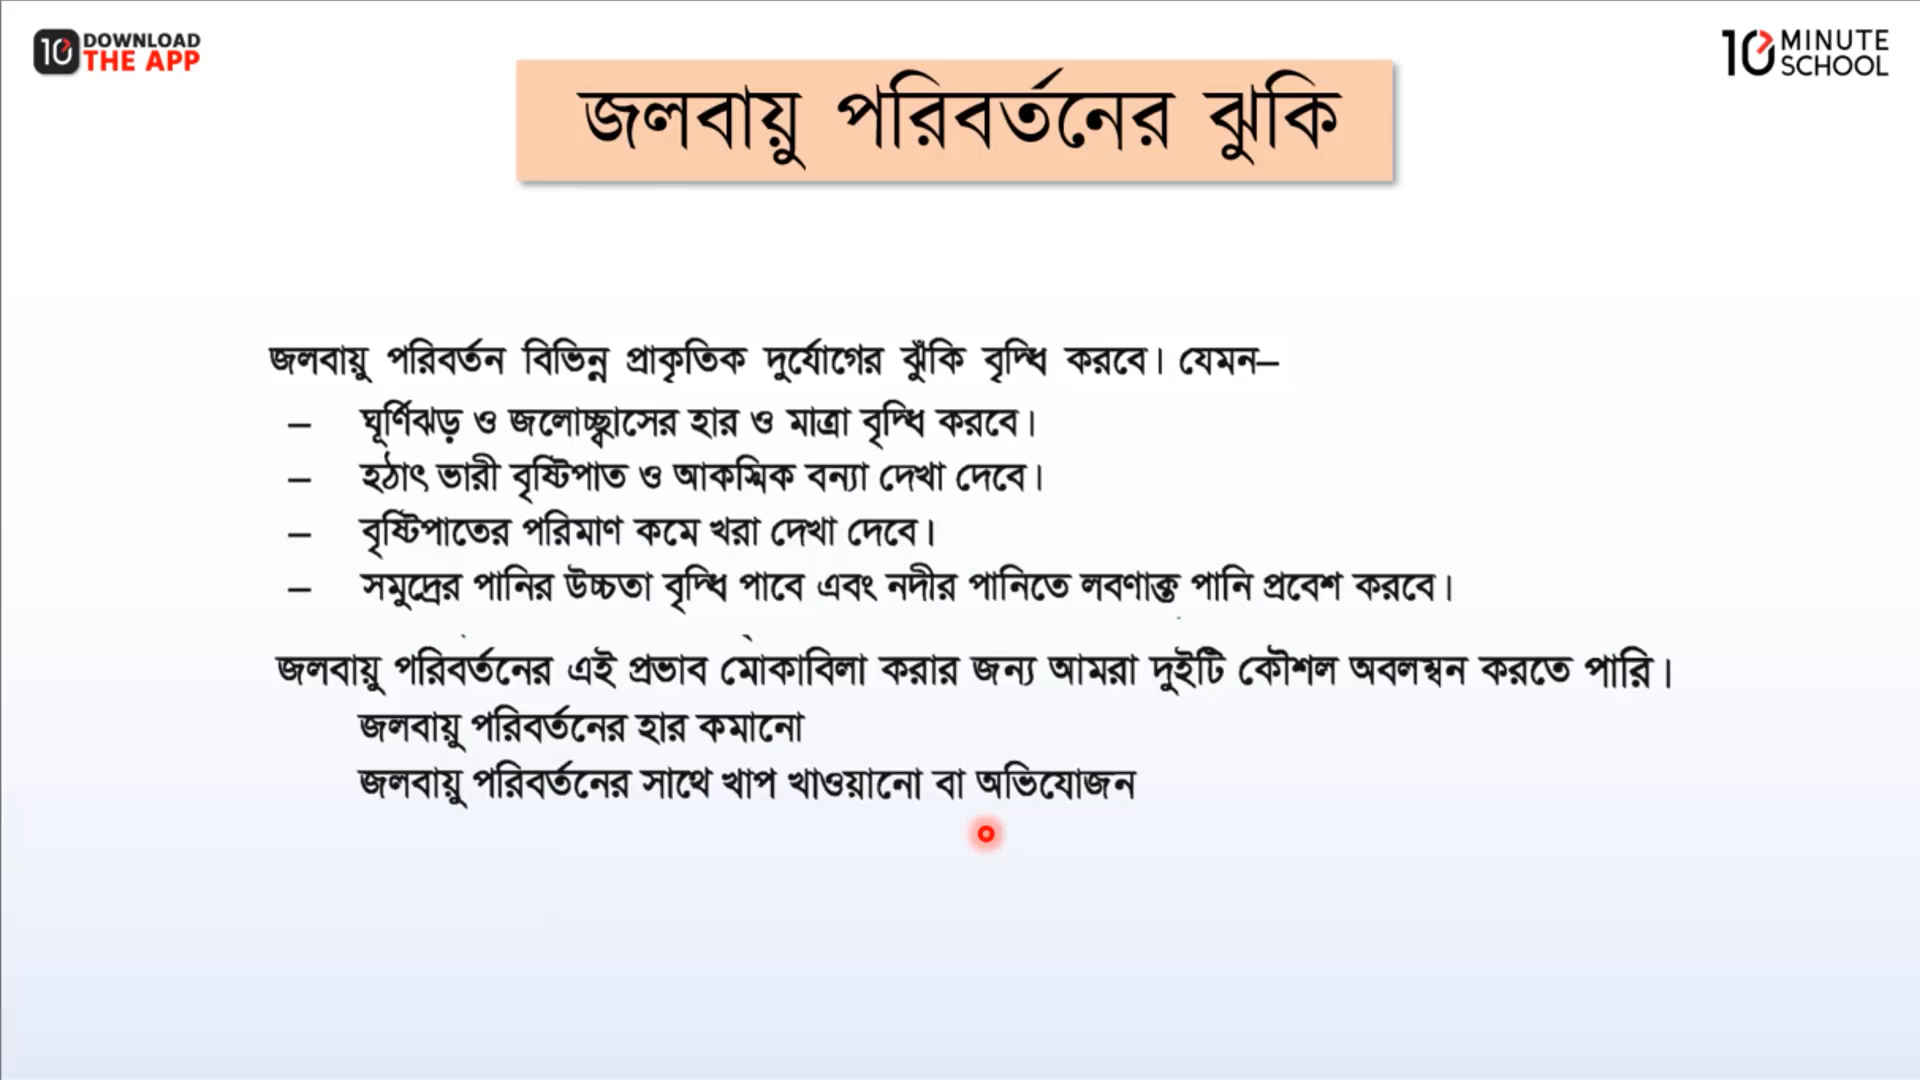 10 DOWNLOAD THE APP
10 MINUTE SCHOOL
জলবায়ু পরিবর্তনের ঝুকি
জলবায়ু পরিবর্তন বিভিন্ন প্রাকৃতিক দুর্যোগের ঝুঁকি বৃদ্ধি করবে। যেমন–
– ঘূর্ণিঝড় ও জলোচ্ছ্বাসের হার ও মাত্রা বৃদ্ধি করবে।
– হঠাৎ ভারী বৃষ্টিপাত ও আকস্মিক বন্যা দেখা দেবে।
– বৃষ্টিপাতের পরিমাণ কমে খরা দেখা দেবে।
– সমুদ্রের পানির উচ্চতা বৃদ্ধি পাবে এবং নদীর পানিতে লবণাক্ত পানি প্রবেশ করবে।
জলবায়ু পরিবর্তনের এই প্রভাব মোকাবিলা করার জন্য আমরা দুইটি কৌশল অবলম্বন করতে পারি।
জলবায়ু পরিবর্তনের হার কমানো
জলবায়ু পরিবর্তনের সাথে খাপ খাওয়ানো বা অভিযোজন